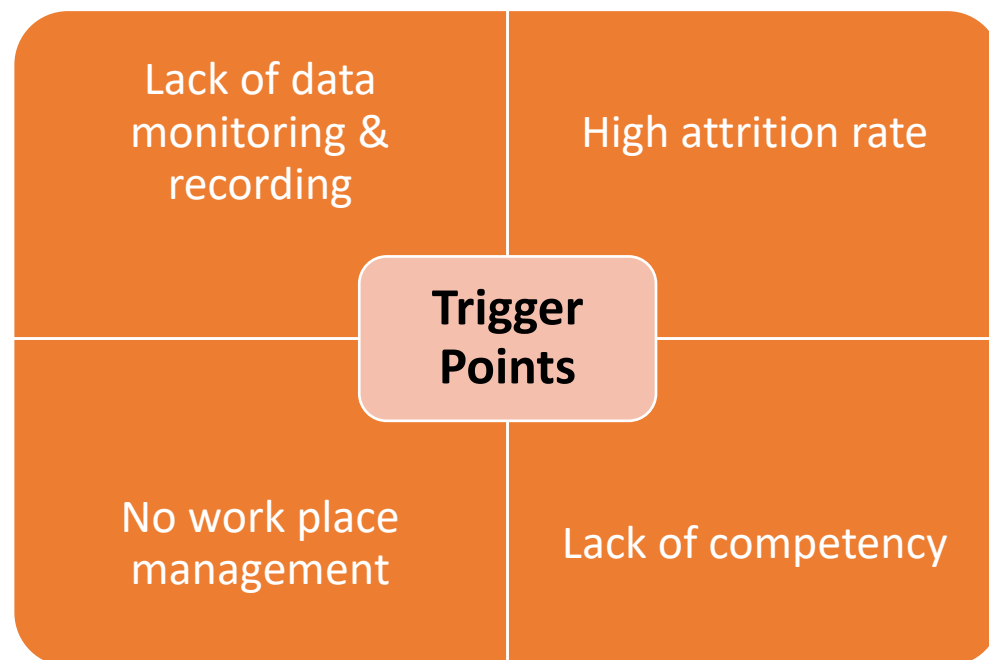 Lack of data
monitoring &
recording
High attrition rate
Trigger
Points
No work place
management
Lack of competency